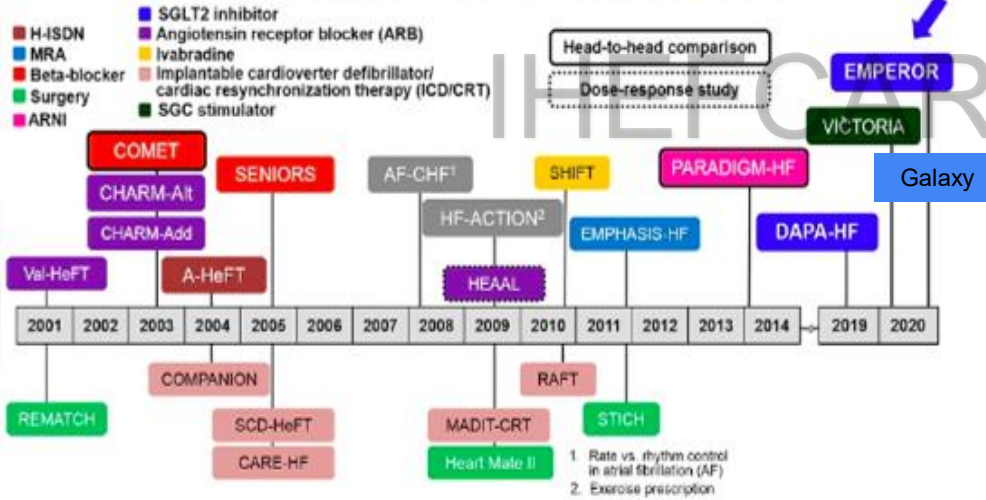 SGLT2 inhibitor
H-ISDN
Angiotensin receptor blocker (ARB)
MRA
Ivabradine
Beta-blocker
Implantable cardioverter defibrillator/
cardiac resynchronization therapy (ICD/CRT)
Surgery
ARNI
SGC stimulator
Head-to-head comparison
Dose-response study
IHEFCAR
EMPEROR
VICTORIA
Galaxy
COMET
SENIORS
AF-CHF¹
SHIFT
PARADIGM-HF
CHARM-Alt
HF-ACTION²
CHARM-Add
EMPHASIS-HF
DAPA-HF
Val-HeFT
A-HeFT
HEAAL
2001 2002 2003 2004 2005 2006 2007 2008 2009 2010 2011 2012 2013 2014 2019 2020
COMPANION
RAFT
REMATCH
SCD-HeFT
MADIT-CRT
STICH
CARE-HF
Heart Mate II
1. Rate vs. rhythm control
in atrial fibrillation (AF)
2. Exercise prescription